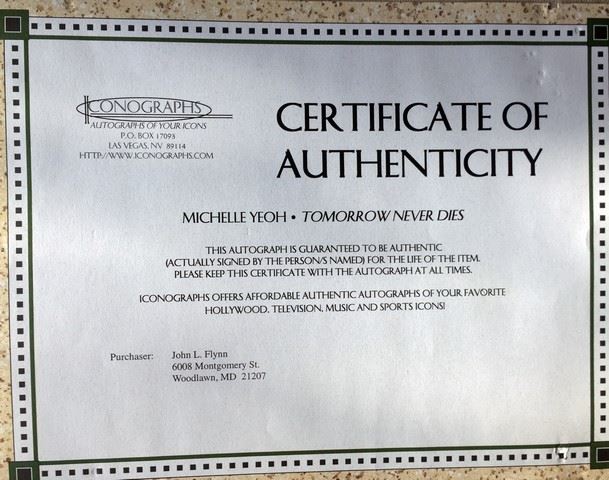 ICONOGRAPHS
AUTOGRAPHS OF YOUR ICONS
P.O. BOX 17093
LAS VEGAS, NV 89114
HTTP://WWW.ICONOGRAPHS.COM
CERTIFICATE OF
AUTHENTICITY
MICHELLE YEOH • TOMORROW NEVER DIES
THIS AUTOGRAPH IS GUARANTEED TO BE AUTHENTIC
(ACTUALLY SIGNED BY THE PERSON/S NAMED) FOR THE LIFE OF THE ITEM.
PLEASE KEEP THIS CERTIFICATE WITH THE AUTOGRAPH AT ALL TIMES.
ICONOGRAPHS OFFERS AFFORDABLE AUTHENTIC AUTOGRAPHS OF YOUR FAVORITE
HOLLYWOOD, TELEVISION, MUSIC AND SPORTS ICONS!
Purchaser: John L. Flynn
6008 Montgomery St.
Woodlawn, MD 21207